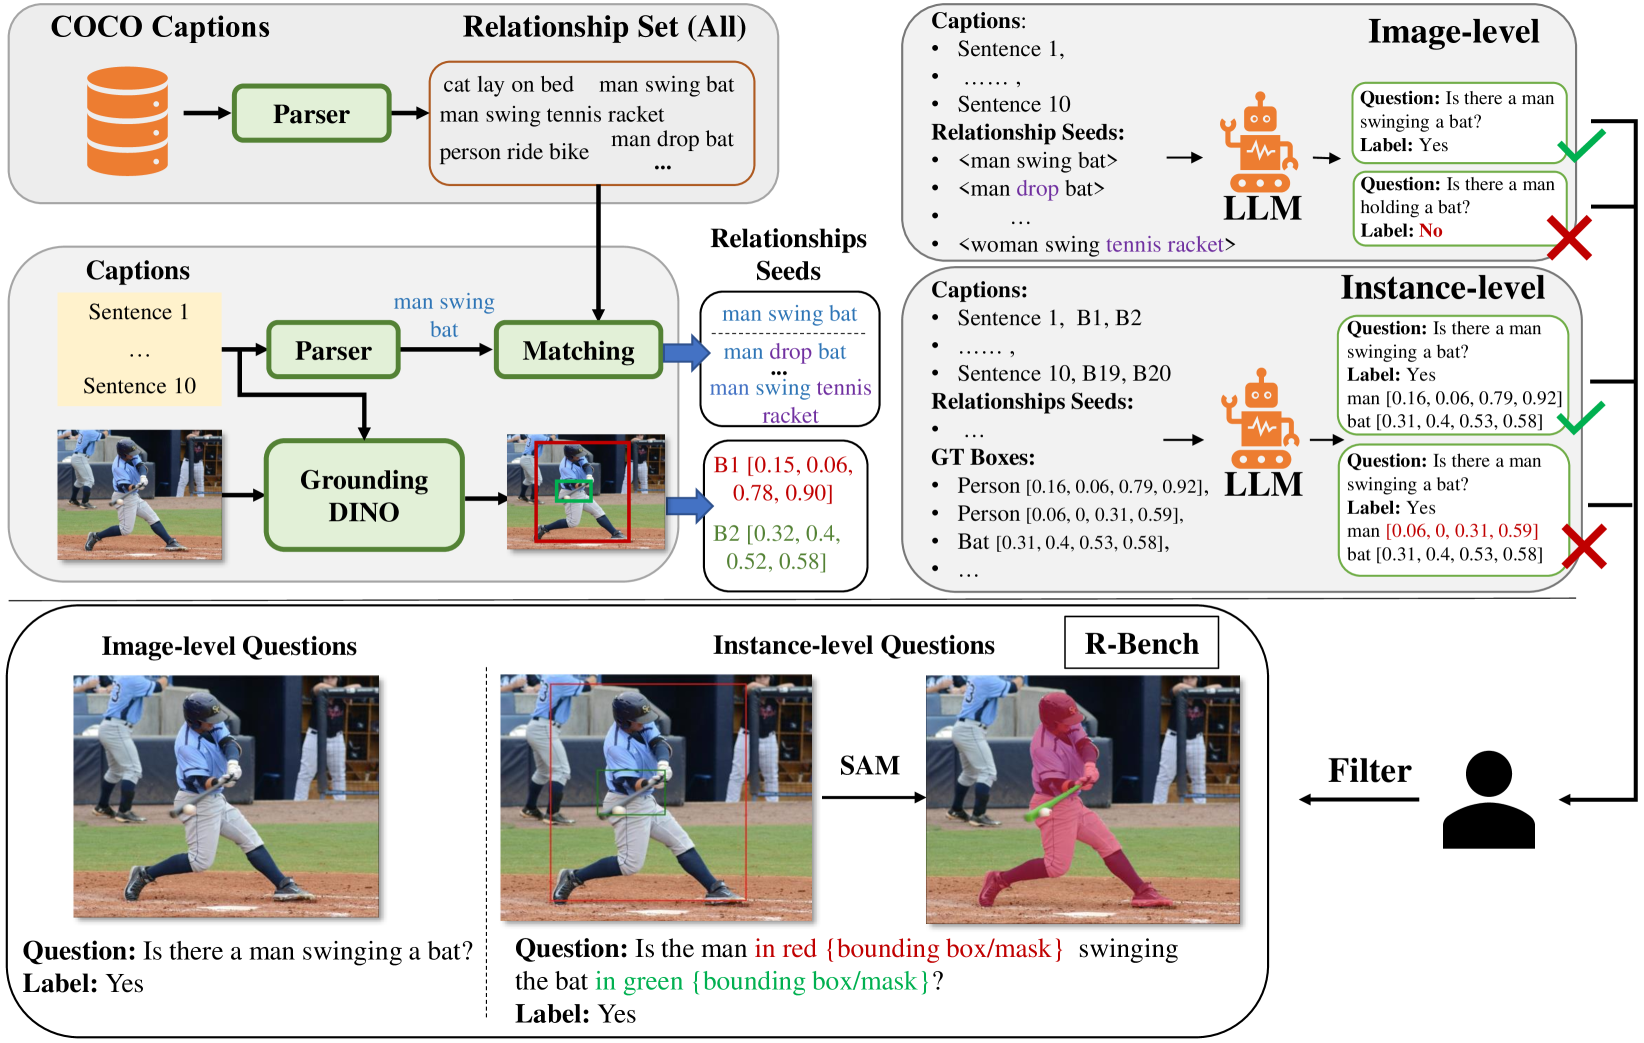 COCO Captions
Relationship Set (All)
Parser
cat lay on bed
man swing bat
man swing tennis racket
man drop bat
person ride bike
...
Captions
Sentence 1
...
Sentence 10
Parser
man swing
bat
Matching
Grounding
DINO
Relationships
Seeds
man swing bat
man drop bat
...
man swing tennis
racket
B1 [0.15, 0.06,
0.78, 0.90]
B2 [0.32, 0.4,
0.52, 0.58]
Image-level
Captions:
• Sentence 1,
• …… ,
• Sentence 10
Relationship Seeds:
• <man swing bat>
• <man drop bat>
• …
• <woman swing tennis racket>
LLM
Question: Is there a man
swinging a bat?
Label: Yes
Question: Is there a man
holding a bat?
Label: No
Instance-level
Captions:
• Sentence 1, B1, B2
• …… ,
• Sentence 10, B19, B20
Relationships Seeds:
• …
GT Boxes:
• Person [0.16, 0.06, 0.79, 0.92],
• Person [0.06, 0, 0.31, 0.59],
• Bat [0.31, 0.4, 0.53, 0.58],
• …
LLM
Question: Is there a man
swinging a bat?
Label: Yes
man [0.16, 0.06, 0.79, 0.92]
bat [0.31, 0.4, 0.53, 0.58]
Question: Is there a man
swinging a bat?
Label: Yes
man [0.06, 0, 0.31, 0.59]
bat [0.31, 0.4, 0.53, 0.58]
Image-level Questions
Instance-level Questions
R-Bench
SAM
Filter
Question: Is there a man swinging a bat?
Label: Yes
Question: Is the man in red {bounding box/mask} swinging
the bat in green {bounding box/mask}?
Label: Yes